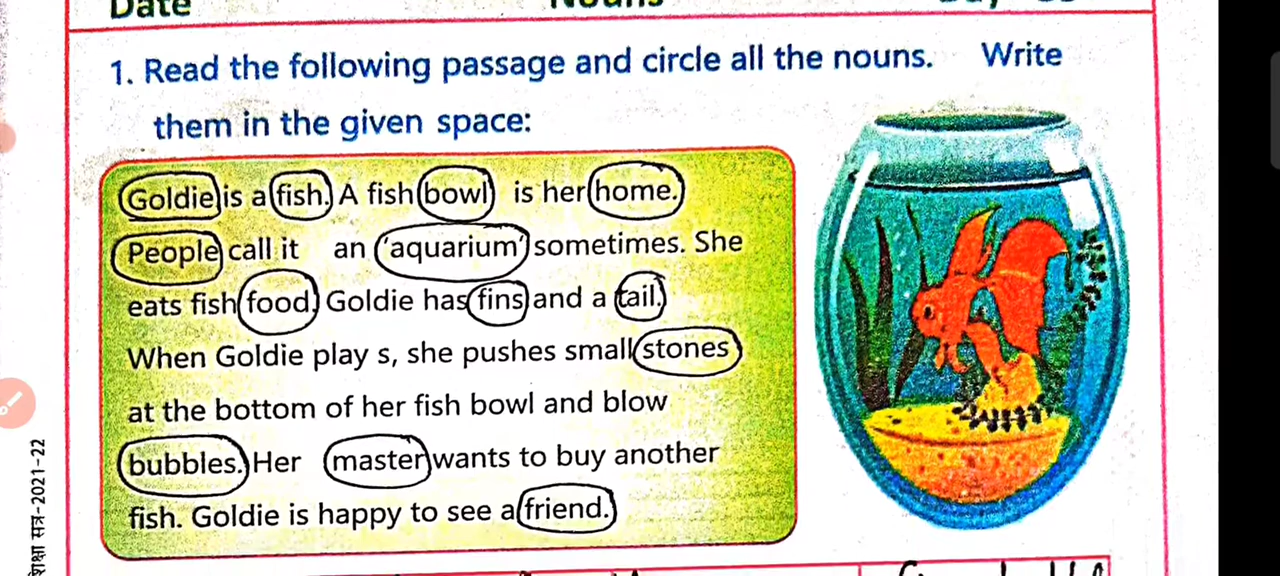 Date Nouns
1. Read the following passage and circle all the nouns. Write
them in the given space:
Goldie is a fish. A fish bowl is her home.
People call it an 'aquarium' sometimes. She
eats fish food. Goldie has fins and a tail.
When Goldie play s, she pushes small stones
at the bottom of her fish bowl and blow
bubbles. Her master wants to buy another
fish. Goldie is happy to see a friend.
शिक्षा सत्र-2021-22